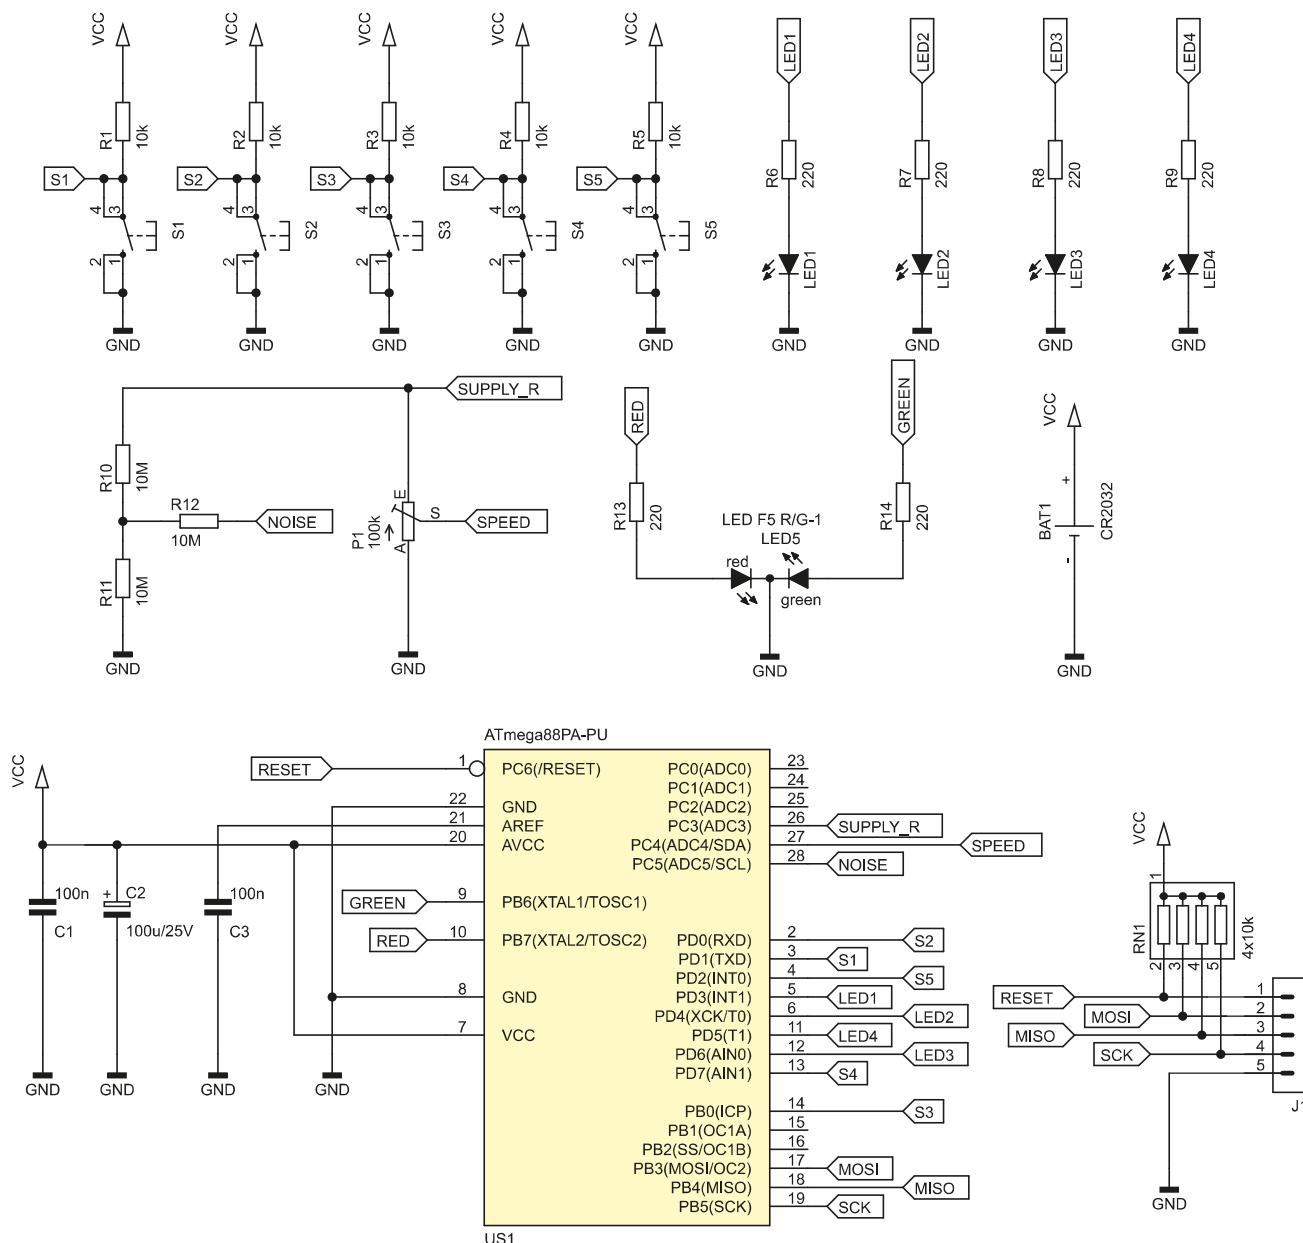 VCC VCC VCC VCC VCC LED1 LED2 LED3 LED4
R1 10k R2 10k R3 10k R4 10k R5 10k R6 220 R7 220 R8 220 R9 220
S1 S2 S3 S4 S5
4 3 4 3 4 3 4 3 4 3
S1 S2 S3 S4 S5
2 1 2 1 2 1 2 1 2 1 LED1 LED2 LED3 LED4
GND GND GND GND GND GND GND GND GND
SUPPLY_R RED GREEN VCC
R10 10M E +
R12 NOISE S SPEED R13 220 LED F5 R/G-1 R14 220 BAT1 CR2032
10M P1 100k LED5
A red -
R11 10M green
GND GND GND GND
ATmega88PA-PU
VCC RESET 1 PC6(/RESET) PC0(ADC0) 23
PC1(ADC1) 24
22 GND PC2(ADC2) 25
21 AREF PC3(ADC3) 26 SUPPLY_R
20 AVCC PC4(ADC4/SDA) 27 SPEED VCC
PC5(ADC5/SCL) 28 NOISE
1
100n + C2 100n GREEN 9 PB6(XTAL1/TOSC1)
C1 100u/25V C3 RN1 4x10k
RED 10 PB7(XTAL2/TOSC2) PD0(RXD) 2 S2
PD1(TXD) 3 S1 2 3 4 5
PD2(INT0) 4 S5
8 GND PD3(INT1) 5 LED1 RESET 1
PD4(XCK/T0) 6 LED2 MOSI 2
7 VCC PD5(T1) 11 LED4 MISO 3
PD6(AIN0) 12 LED3 SCK 4
PD7(AIN1) 13 S4 5
GND GND GND GND
J1
PB0(ICP) 14 S3
PB1(OC1A) 15
PB2(SS/OC1B) 16
PB3(MOSI/OC2) 17 MOSI
PB4(MISO) 18 MISO
PB5(SCK) 19 SCK GND
US1